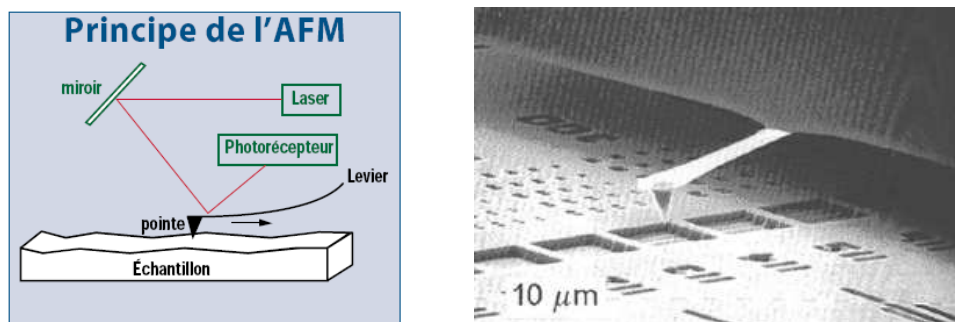 Principe de l'AFM
miroir
Laser
Photorécepteur
Levier
pointe
Échantillon
10 μm